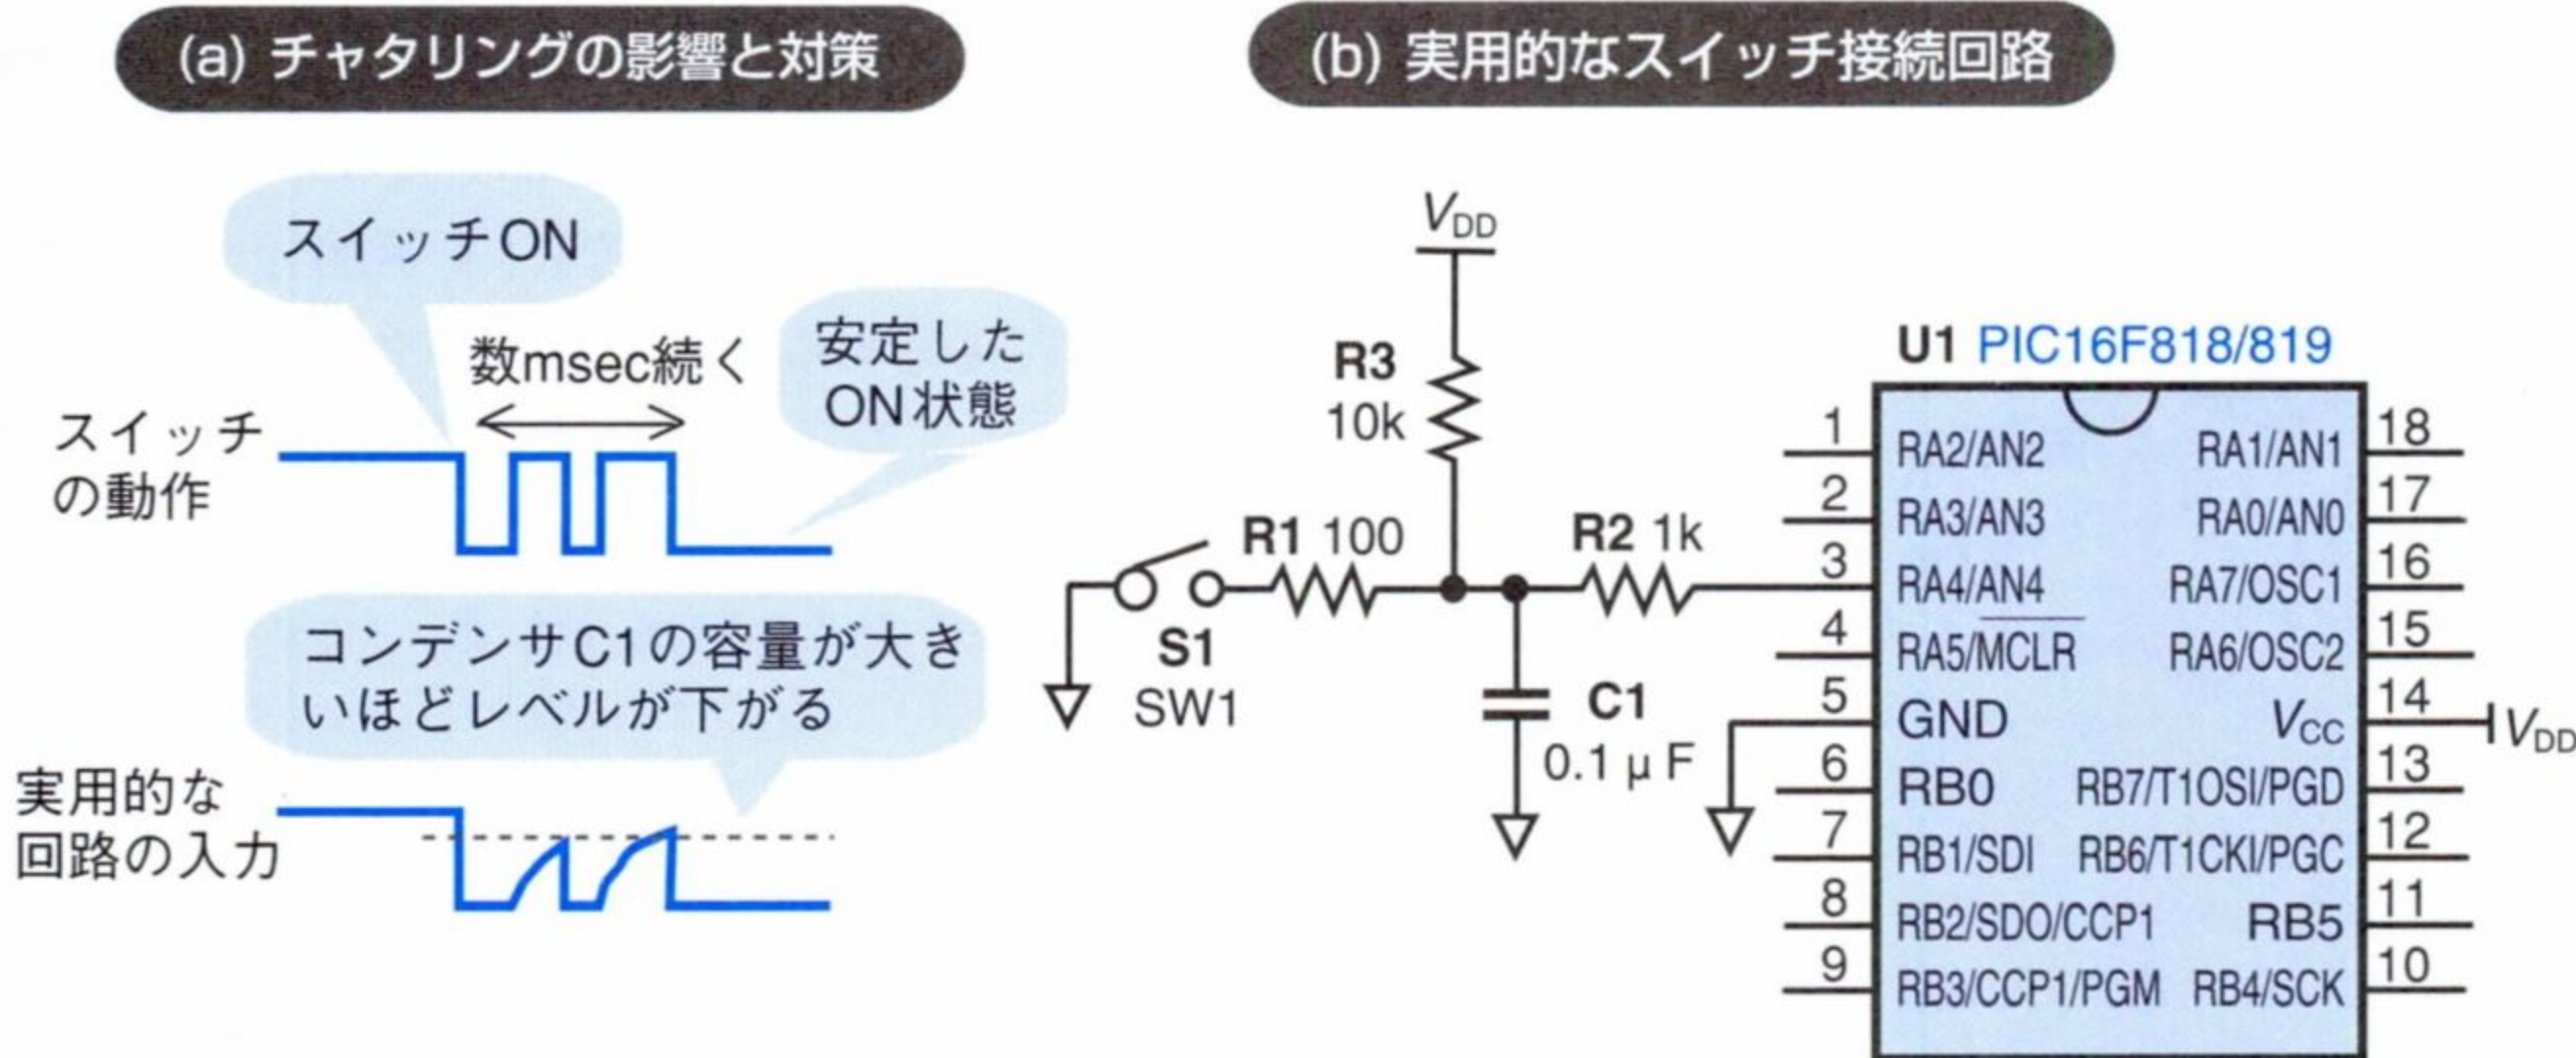 (a) チャタリングの影響と対策
スイッチON
数msec続く
安定した
ON状態
スイッチ
の動作
コンデンサC1の容量が大き
いほどレベルが下がる
実用的な
回路の入力
(b) 実用的なスイッチ接続回路
VDD
R3
10k
R1 100
R2 1k
S1
SW1
C1
0.1μF
U1 PIC16F818/819
1 RA2/AN2 RA1/AN1 18
2 RA3/AN3 RA0/AN0 17
3 RA4/AN4 RA7/OSC1 16
4 RA5/MCLR RA6/OSC2 15
5 GND VCC 14 VDD
6 RB0 RB7/T1OSI/PGD 13
7 RB1/SDI RB6/T1CKI/PGC 12
8 RB2/SDO/CCP1 RB5 11
9 RB3/CCP1/PGM RB4/SCK 10